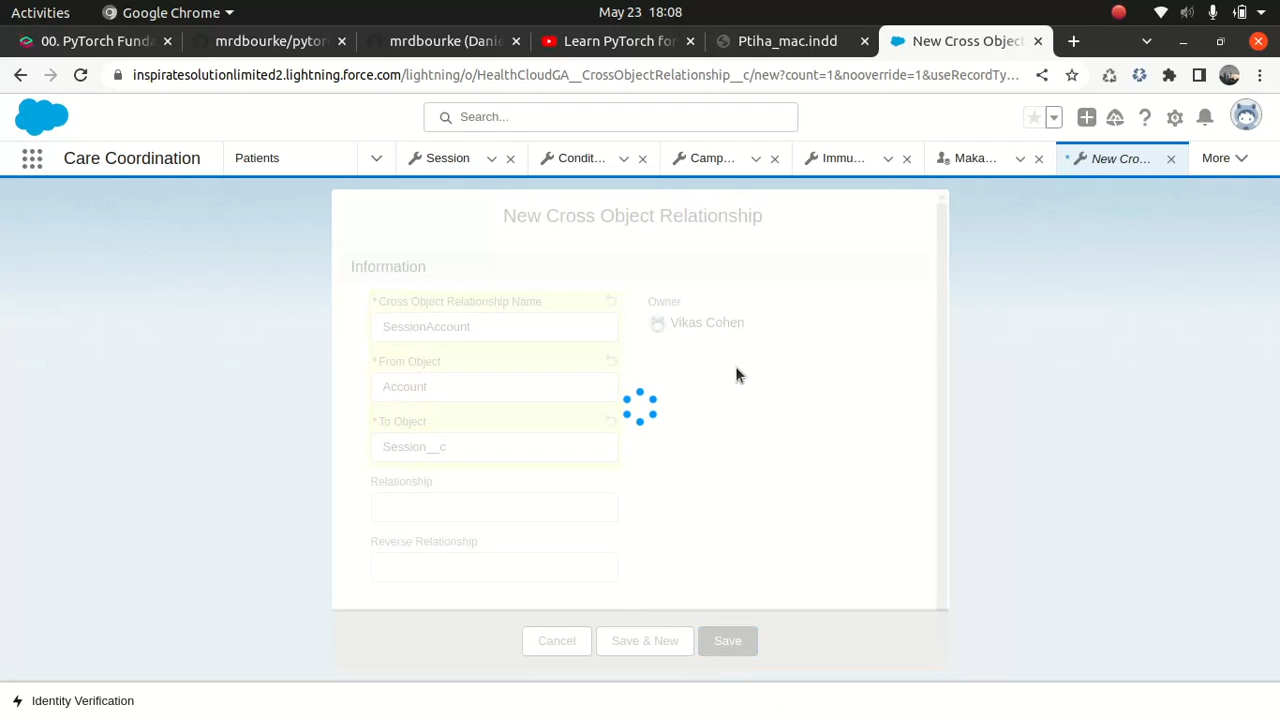 Activities
Google Chrome
May 23 18:08
00. PyTorch Funda
mrdbourke/pytor
mrdbourke (Danie
Learn PyTorch for
Ptiha_mac.indd
New Cross Object
inspiratesolutionlimited2.lightning.force.com/lightning/o/HealthCloudGA__CrossObjectRelationship__c/new?count=1&nooverride=1&useRecordTy...
Search...
Care Coordination
Patients
Session
Condit...
Camp...
Immu...
Maka...
* New Cro...
More
New Cross Object Relationship
Information
*Cross Object Relationship Name
SessionAccount
Owner
Vikas Cohen
*From Object
Account
*To Object
Session__c
Relationship
Reverse Relationship
Cancel
Save & New
Save
Identity Verification